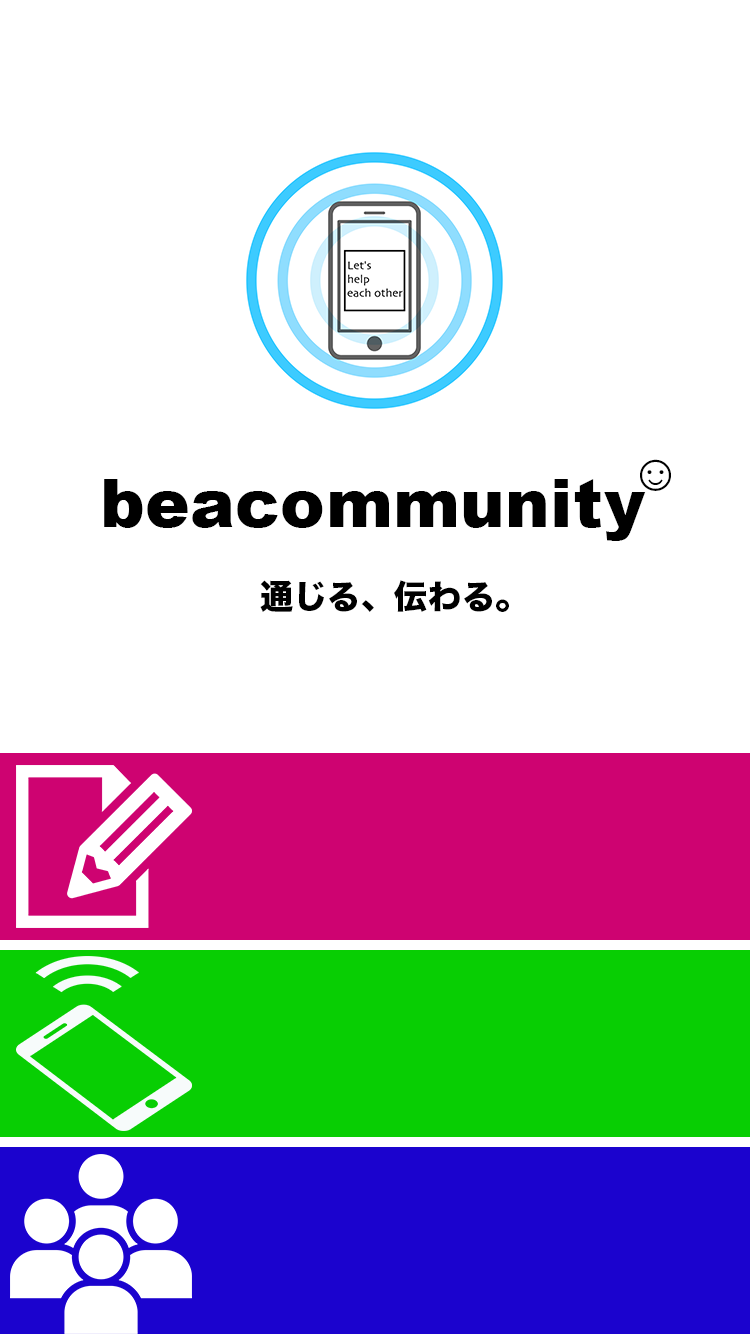 Let's
help
each other
beacommunity
通じる、伝わる。